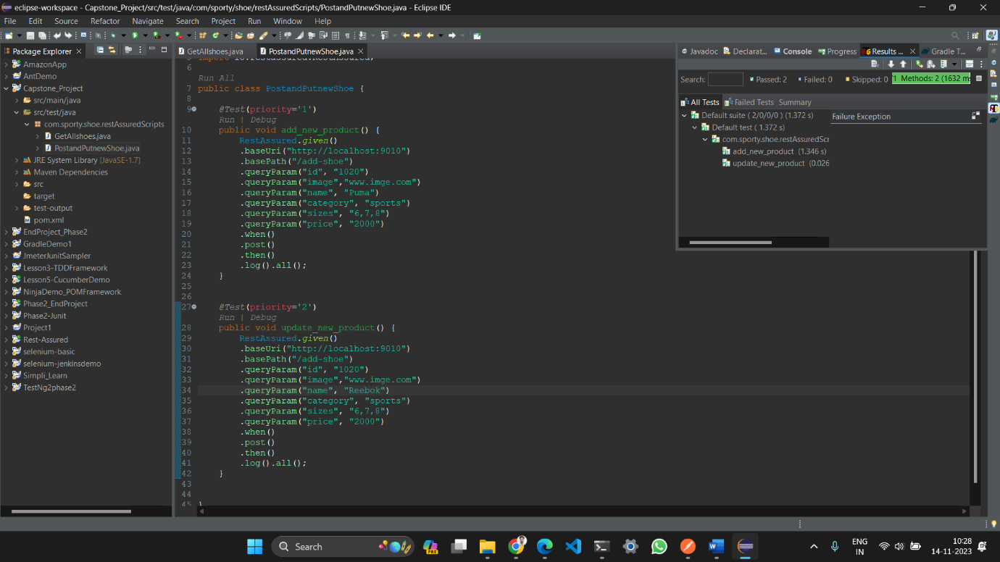 eclipse-workspace - Capstone_Project/src/test/java/com/sporty/shoe/restAssuredScripts/PostandPutnewShoe.java - Eclipse IDE
File Edit Source Refactor Navigate Search Project Run Window Help
Package Explorer
AmazonApp
AntDemo
Capstone_Project
src/main/java
src/test/java
com.sporty.shoe.restAssuredScripts
GetAllshoes.java
PostandPutnewShoe.java
JRE System Library [JavaSE-1.7]
Maven Dependencies
src
target
test-output
pom.xml
EndProject_Phase2
GradleDemo1
JmeterJunitSampler
Lesson3-TDDFramework
Lesson5-CucumberDemo
NinjaDemo_POMFramework
Phase2_EndProject
Phase2-Junit
Project1
Rest-Assured
selenium-basic
selenium-jenkinsdemo
Simpli_Learn
TestNg2phase2
GetAllshoes.java PostandPutnewShoe.java
6
Run All
7 public class PostandPutnewShoe {
8
9 @Test(priority='1')
Run | Debug
10 public void add_new_product() {
11 RestAssured.given()
12 .baseUri("http://localhost:9010")
13 .basePath("/add-shoe")
14 .queryParam("id", "1020")
15 .queryParam("image","www.imge.com")
16 .queryParam("name", "Puma")
17 .queryParam("category", "sports")
18 .queryParam("sizes", "6,7,8")
19 .queryParam("price", "2000")
20 .when()
21 .post()
22 .then()
23 .log().all();
24 }
25
26
27 @Test(priority='2')
Run | Debug
28 public void update_new_product() {
29 RestAssured.given()
30 .baseUri("http://localhost:9010")
31 .basePath("/add-shoe")
32 .queryParam("id", "1020")
33 .queryParam("image","www.imge.com")
34 .queryParam("name", "Reebok")
35 .queryParam("category", "sports")
36 .queryParam("sizes", "6,7,8")
37 .queryParam("price", "2000")
38 .when()
39 .post()
40 .then()
41 .log().all();
42 }
43
44
45 }
Javadoc Declarat... Console Progress Results ... Gradle T...
Search: Passed: 2 Failed: 0 Skipped: 0 1 Methods: 2 (1632 m
All Tests Failed Tests Summary
Default suite ( 2/0/0/0 ) (1.372 s)
Default test ( 1.372 s)
com.sporty.shoe.restAssuredScr
add_new_product (1.346 s)
update_new_product (0.026
Failure Exception
Search
PRE
ENG
IN
10:28
14-11-2023